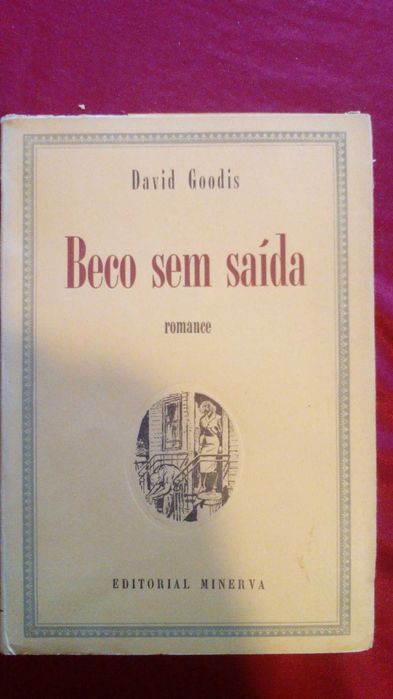 David Goodis
Beco sem saída
romance
EDITORIAL MINERVA